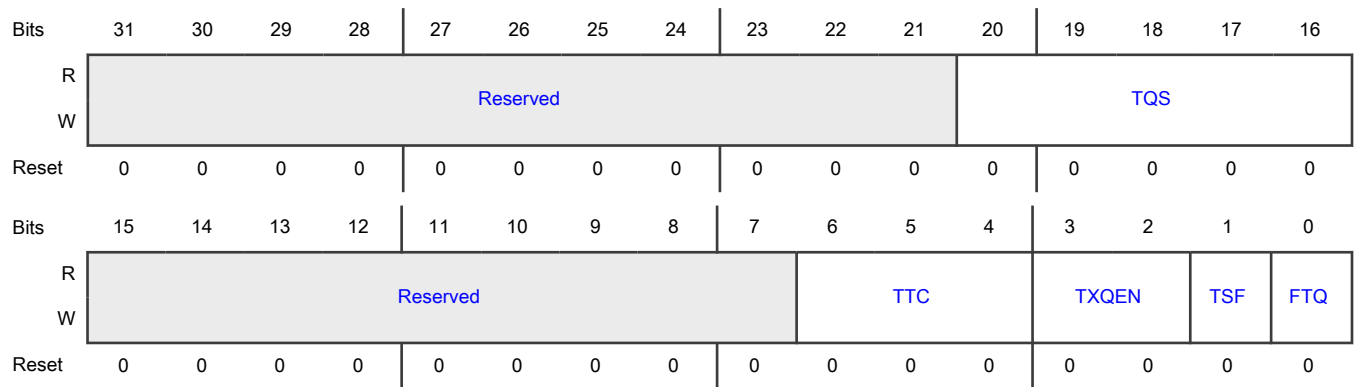 Bits 31 30 29 28 27 26 25 24 23 22 21 20 19 18 17 16
R
Reserved TQS
W
Reset 0 0 0 0 0 0 0 0 0 0 0 0 0 0 0 0
Bits 15 14 13 12 11 10 9 8 7 6 5 4 3 2 1 0
R
Reserved TTC TXQEN TSF FTQ
W
Reset 0 0 0 0 0 0 0 0 0 0 0 0 0 0 0 0